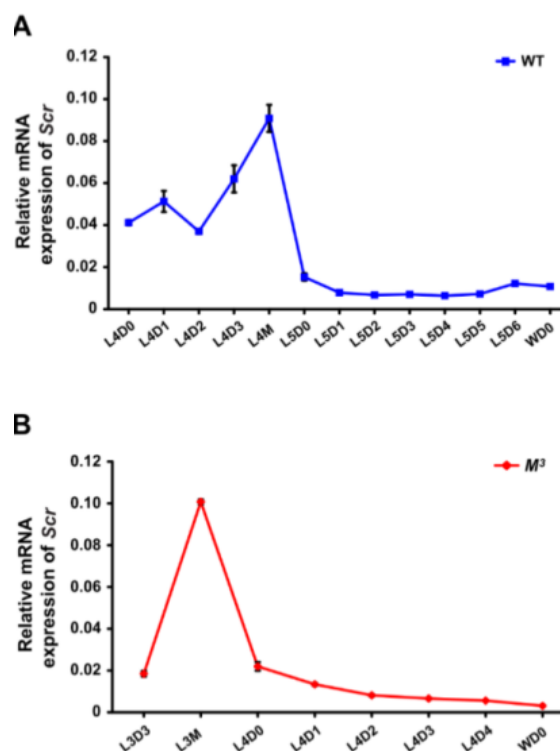 A
WT
Relative mRNA
expression of Scr
0.12
0.10
0.08
0.06
0.04
0.02
0
L4D0 L4D1 L4D2 L4D3 L4M L5D0 L5D1 L5D2 L5D3 L5D4 L5D5 L5D6 WD0
B
M³
Relative mRNA
expression of Scr
0.12
0.10
0.08
0.06
0.04
0.02
0
L3D3 L3M L4D0 L4D1 L4D2 L4D3 L4D4 WD0